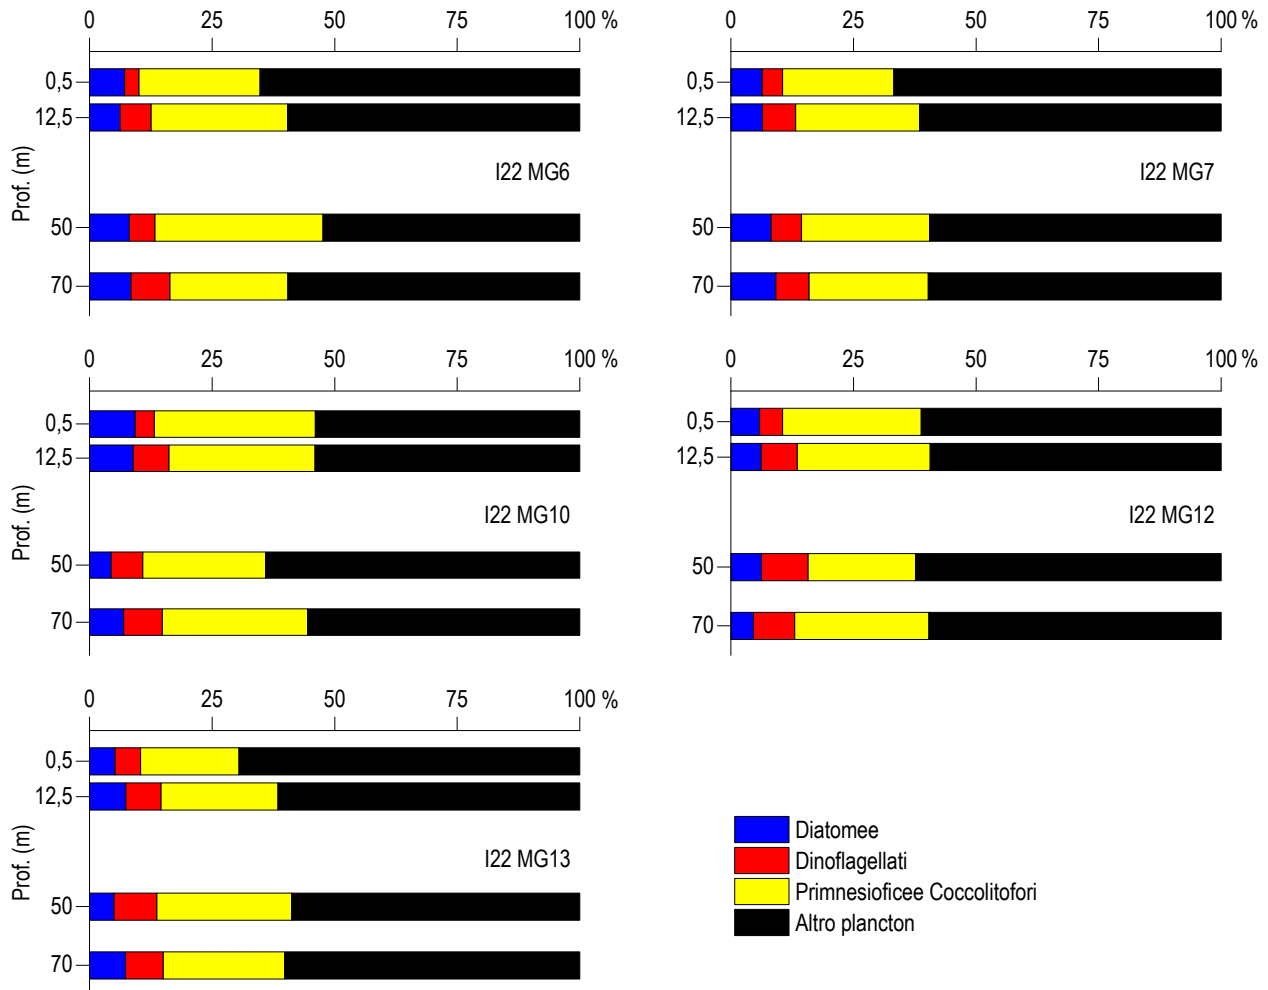 0 25 50 75 100 %
0,5
12,5
Prof. (m)
I22 MG6
50
70
0 25 50 75 100 %
0,5
12,5
I22 MG7
50
70
0 25 50 75 100 %
0,5
12,5
Prof. (m)
I22 MG10
50
70
0 25 50 75 100 %
0,5
12,5
I22 MG12
50
70
0 25 50 75 100 %
0,5
12,5
Prof. (m)
I22 MG13
50
70
Diatomee
Dinoflagellati
Primnesioficee Coccolitofori
Altro plancton